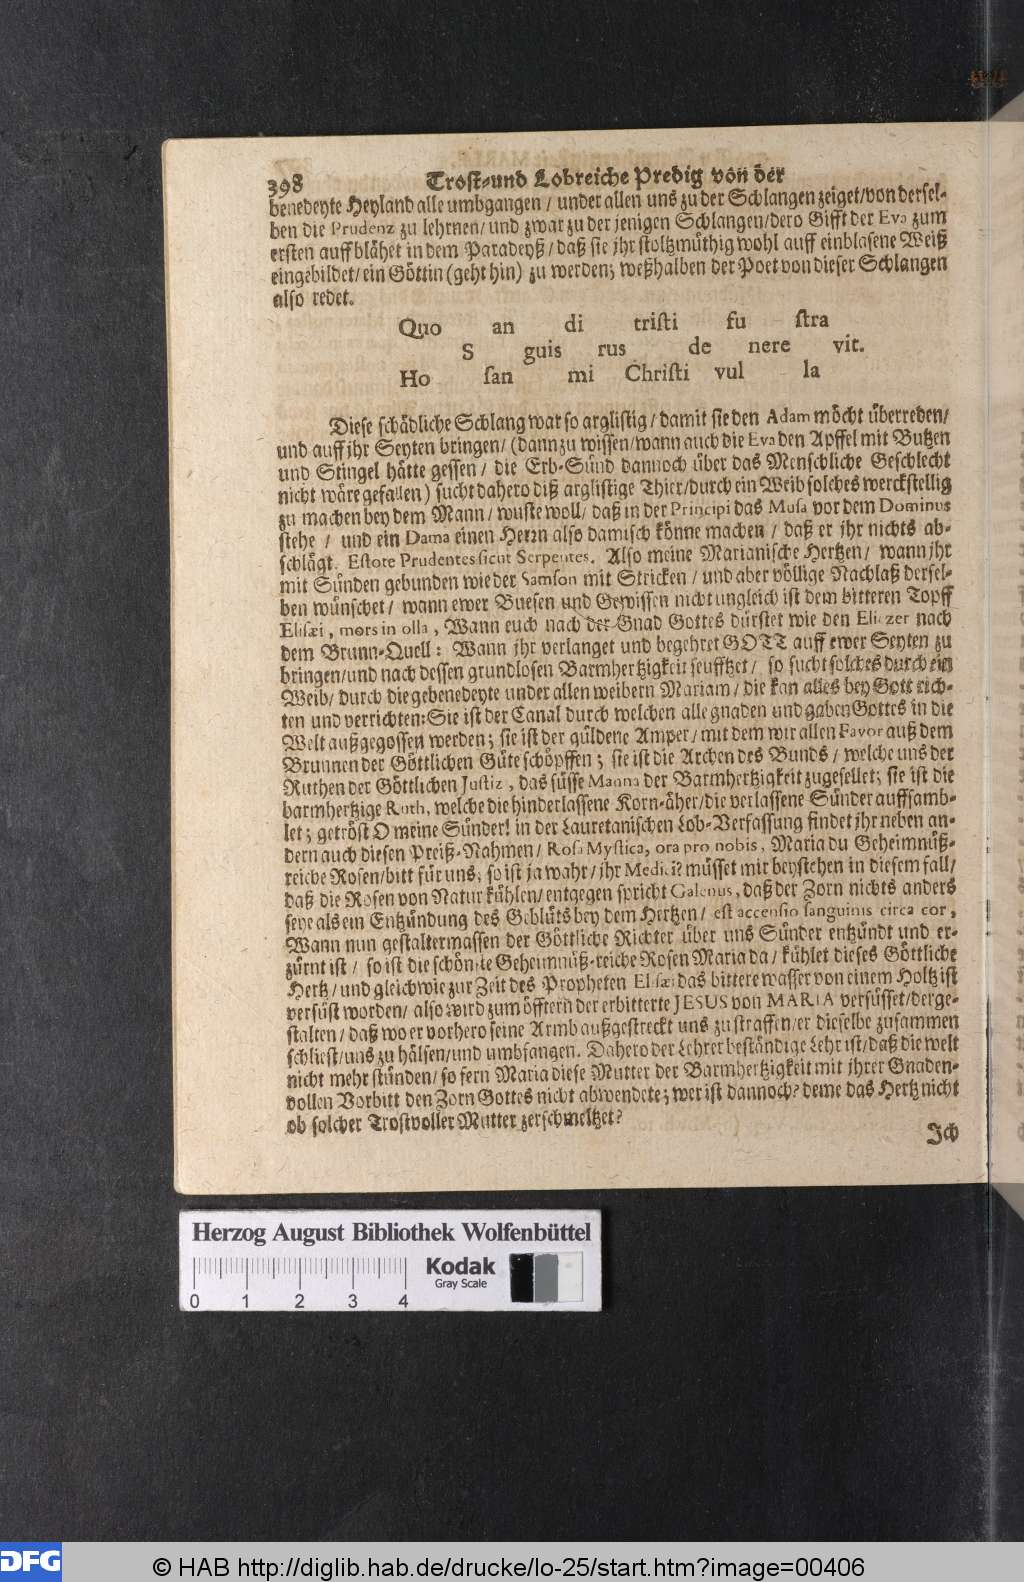 398 Trost- und Lobreiche Predig von der
benedeyte Heyland alle umbgangen / under allen uns zu der Schlangen zeiget / von dersel-
ben die Prudenz zu lehrnen / und zwar zu der jenigen Schlangen / dero Gifft der Eva zum
ersten auffblähet in dem Paradeyß / daß sie jhr stoltzmüthig wohl auff einblasene Weiß
eingebildet / ein Göttin (geht hin) zu werden; weßhalben der Poet von dieser Schlangen
also redet.
Quo an di tristi fu stra
S guis rus de nere vit.
Ho san mi Christi vul la
Diese schädliche Schlang war so arglistig / damit sie den Adam möcht überreden /
und auff jhr Seyten bringen / (dann zu wissen / wann auch die Eva den Apffel mit Butzen
und Stingel hätte gessen / die Erb-Sünd dannoch über das Menschliche Geschlecht
nicht wäre gefallen) sucht dahero diß arglistige Thier / durch ein Weib solches werckstellig
zu machen bey dem Mann / wuste woll / daß in der Principi das Musa vor dem Dominus
stehe / und ein Dama einen Herrn also damisch könne machen / daß er jhr nichts ab-
schlägt. Estote Prudentes sicut Serpentes. Also meine Marianische Hertzen / wann jhr
mit Sünden gebunden wie der Samson mit Stricken / und aber völlige Nachlaß dersel-
ben wünschet / wann ewer Buesen und Gewissen nicht ungleich ist dem bitteren Topff
Elisæi, mors in olla, Wann euch nach der Gnad Gottes dürstet wie den Eliezer nach
dem Brunn-Quell: Wann jhr verlanget und begehret GOTT auff ewer Seyten zu
bringen / und nach dessen grundlosen Barmhertzigkeit seufftzet / so sucht solches durch ein
Weib / durch die gebenedeyte under allen weibern Mariam / die kan alles bey Gott rich-
ten und verrichten: Sie ist der Canal durch welchen alle gnaden und gaben Gottes in die
Welt außgegossen werden; sie ist der güldene Amper / mit dem wir allen Favor auß dem
Brunnen der Göttlichen Güte schöpffen; sie ist die Archen des Bunds / welche uns der
Ruthen der Göttlichen Justiz, das süsse Manna der Barmhertzigkeit zugesellet; sie ist die
barmhertzige Ruth, welche die hinderlassene Korn-äher / die verlassene Sünder auffsamb-
let; getröst O meine Sünder! in der Lauretanischen Lob-Verfassung findet jhr neben an-
dern auch diesen Preiß-Nahmen / Rosa Mystica, ora pro nobis, Maria du Geheimnüß-
reiche Rosen / bitt für uns; so ist ja wahr / jhr Medici? müsset mir beystehen in diesem fall /
daß die Rosen von Natur kühlen / entgegen spricht Galenus, daß der Zorn nichts anders
seye als ein Entzündung des Geblüts bey dem Hertzen / est accensio sanguinis circa cor,
Wann nun gestaltermassen der Göttliche Richter über uns Sünder entzündt und er-
zürnt ist / so ist die schönste Geheimnüß-reiche Rosen Maria da / kühlet dieses Göttliche
Hertz / und gleich wie zur Zeit des Propheten Elisæi das bittere wasser von einem Holtz ist
versüst worden / also wird zum öfftern der erbitterte JESUS von MARIA versüsset / derge-
stalten / daß wo er vorhero seine Armb außgestreckt uns zu straffen / er dieselbe zusammen
schliest / uns zu hälsen / und umbfangen. Dahero der Lehrer beständige Lehr ist / daß die welt
nicht mehr stünden / so fern Maria diese Mutter der Barmhertzigkeit mit jhrer Gnaden-
vollen Vorbitt den Zorn Gottes nicht abwendete; wer ist dannoch? deme das Hertz nicht
ob solcher Trostvoller Mutter zerschmeltzet?
Ich
Herzog August Bibliothek Wolfenbüttel
Kodak
Gray Scale
0 1 2 3 4
DFG © HAB http://diglib.hab.de/drucke/lo-25/start.htm?image=00406